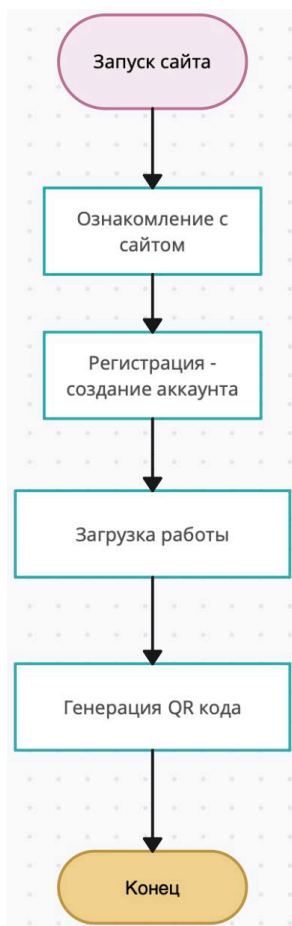 Запуск сайта
Ознакомление с
сайтом
Регистрация -
создание аккаунта
Загрузка работы
Генерация QR кода
Конец